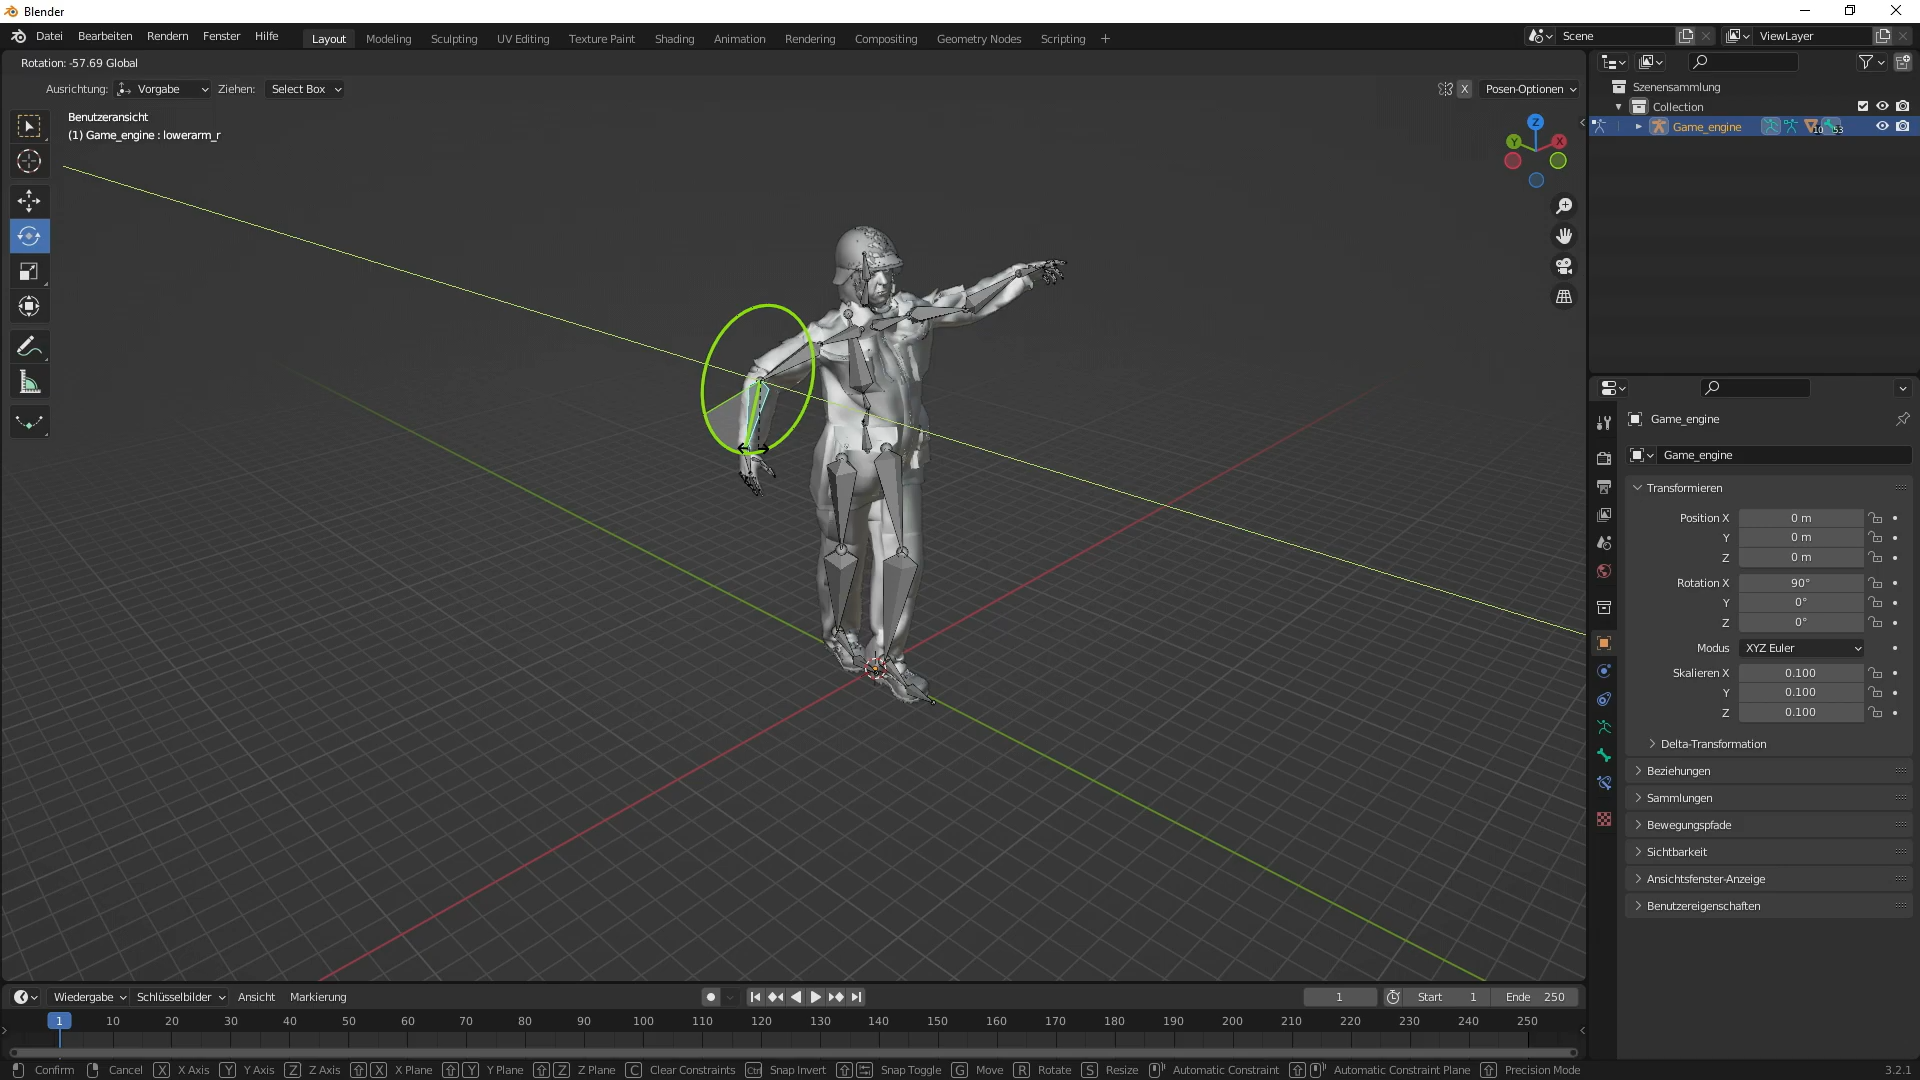 Blender
Datei Bearbeiten Rendern Fenster Hilfe Layout Modeling Sculpting UV Editing Texture Paint Shading Animation Rendering Compositing Geometry Nodes Scripting + Scene ViewLayer
Rotation: -57.69 Global
Ausrichtung: Vorgabe Ziehen: Select Box X Posen-Optionen
Benutzeransicht
(1) Game_engine : lowerarm_r
Z
Y X
Szenensammlung
Collection
Game_engine 10 53
Game_engine
Game_engine
Transformieren
Position X 0 m
Y 0 m
Z 0 m
Rotation X 90°
Y 0°
Z 0°
Modus XYZ Euler
Skalieren X 0.100
Y 0.100
Z 0.100
Delta-Transformation
Beziehungen
Sammlungen
Bewegungspfade
Sichtbarkeit
Ansichtsfenster-Anzeige
Benutzereigenschaften
Wiedergabe Schlüsselbilder Ansicht Markierung 1 Start 1 Ende 250
1 10 20 30 40 50 60 70 80 90 100 110 120 130 140 150 160 170 180 190 200 210 220 230 240 250
Confirm Cancel X X Axis Y Y Axis Z Z Axis X X Plane Y Y Plane Z Z Plane C Clear Constraints Ctrl Snap Invert Snap Toggle G Move R Rotate S Resize Automatic Constraint Automatic Constraint Plane Precision Mode 3.2.1